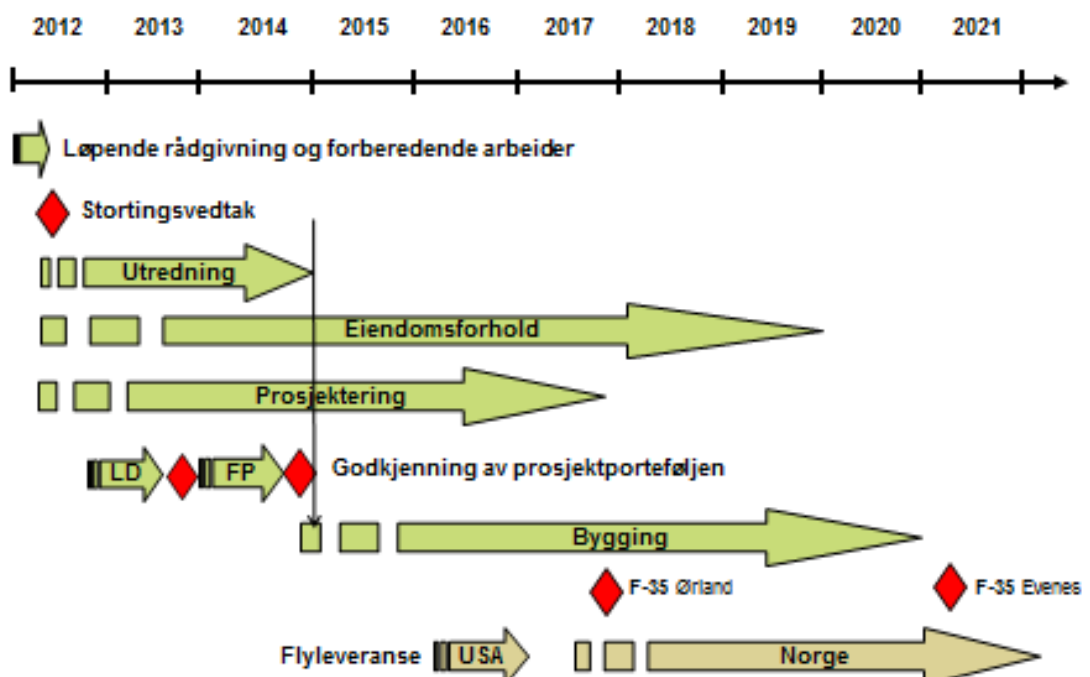 2012 2013 2014 2015 2016 2017 2018 2019 2020 2021
Løpende rådgivning og forberedende arbeider
Stortingsvedtak
Utredning
Eiendomsforhold
Prosjektering
LD FP Godkjenning av prosjektporteføljen
Bygging
F-35 Ørland F-35 Evenes
Flyleveranse USA Norge